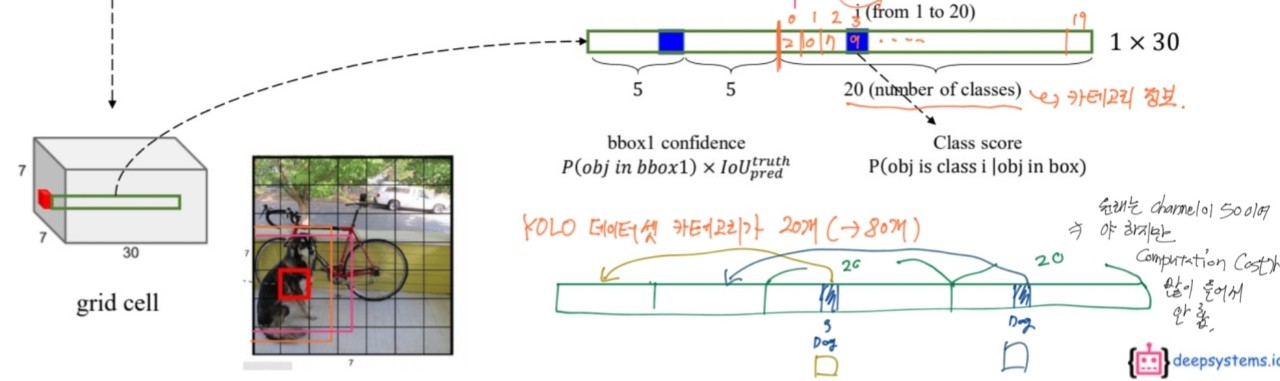 i (from 1 to 20)
0 1 2 3 19
2 0 7 9 ....
1 × 30
5 5 20 (number of classes) ↪ 카테고리 정보.
bbox1 confidence
P(obj in bbox1) × IoU truth pred
Class score
P(obj is class i |obj in box)
7
7
30
grid cell
7
7
YOLO 데이터셋 카테고리가 20개 (→80개)
원래는 channel이 50이여
⇒ 야 하지만
Computation Cost가
많이 들어서
안 함.
20 20
3
Dog Dog
deepsystems.io